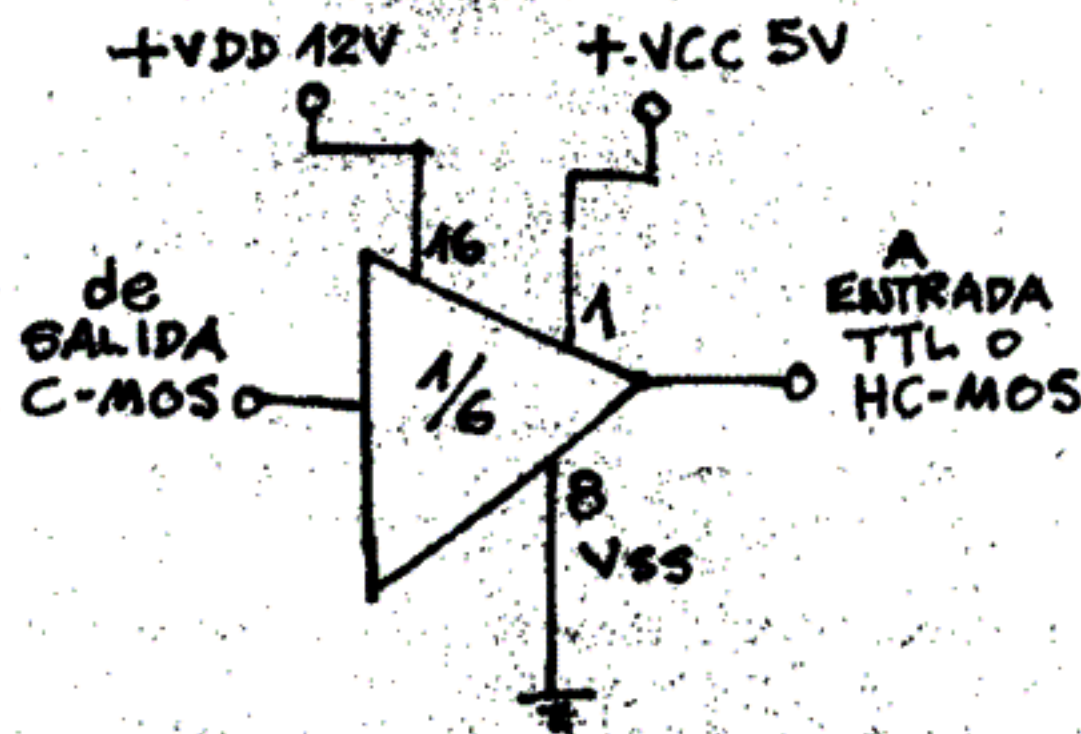 +VDD 12V
+.VCC 5V
16
1
de
SALIDA
C-MOS
1/6
A
ENTRADA
TTL O
HC-MOS
8
VSS